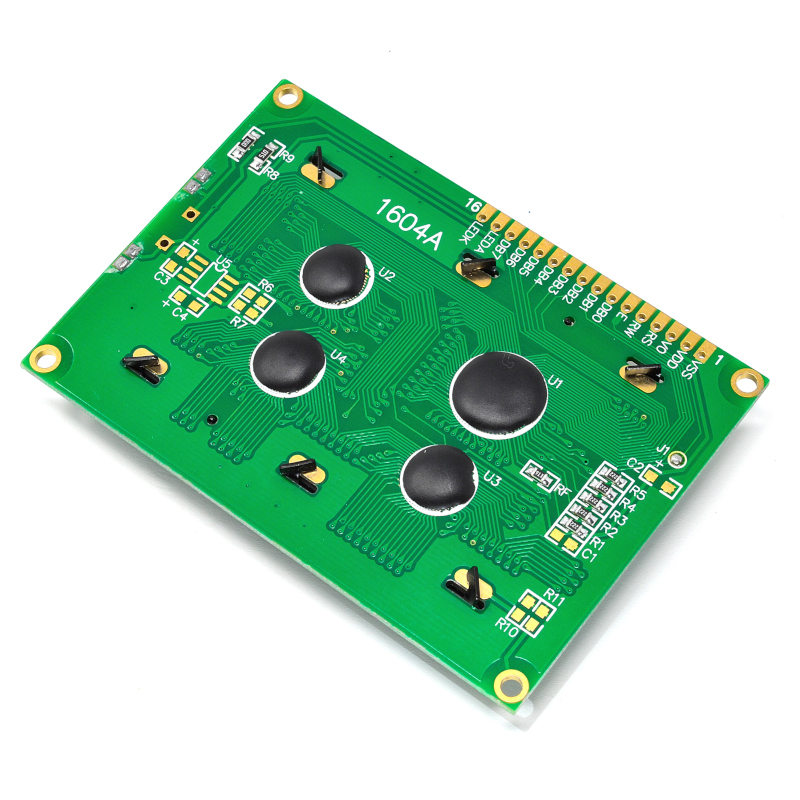 R9
R8
1604A
16
LEDK
LEDA
DB7
DB6
DB5
DB4
DB3
DB2
DB1
DB0
E
RW
RS
VO
VDD
VSS
1
+
U5
C3
+ C4
R6
R7
U2
U4
U1
U3
J1
C2 +
RF
R5
R4
R3
R2
R1
C1
R11
R10